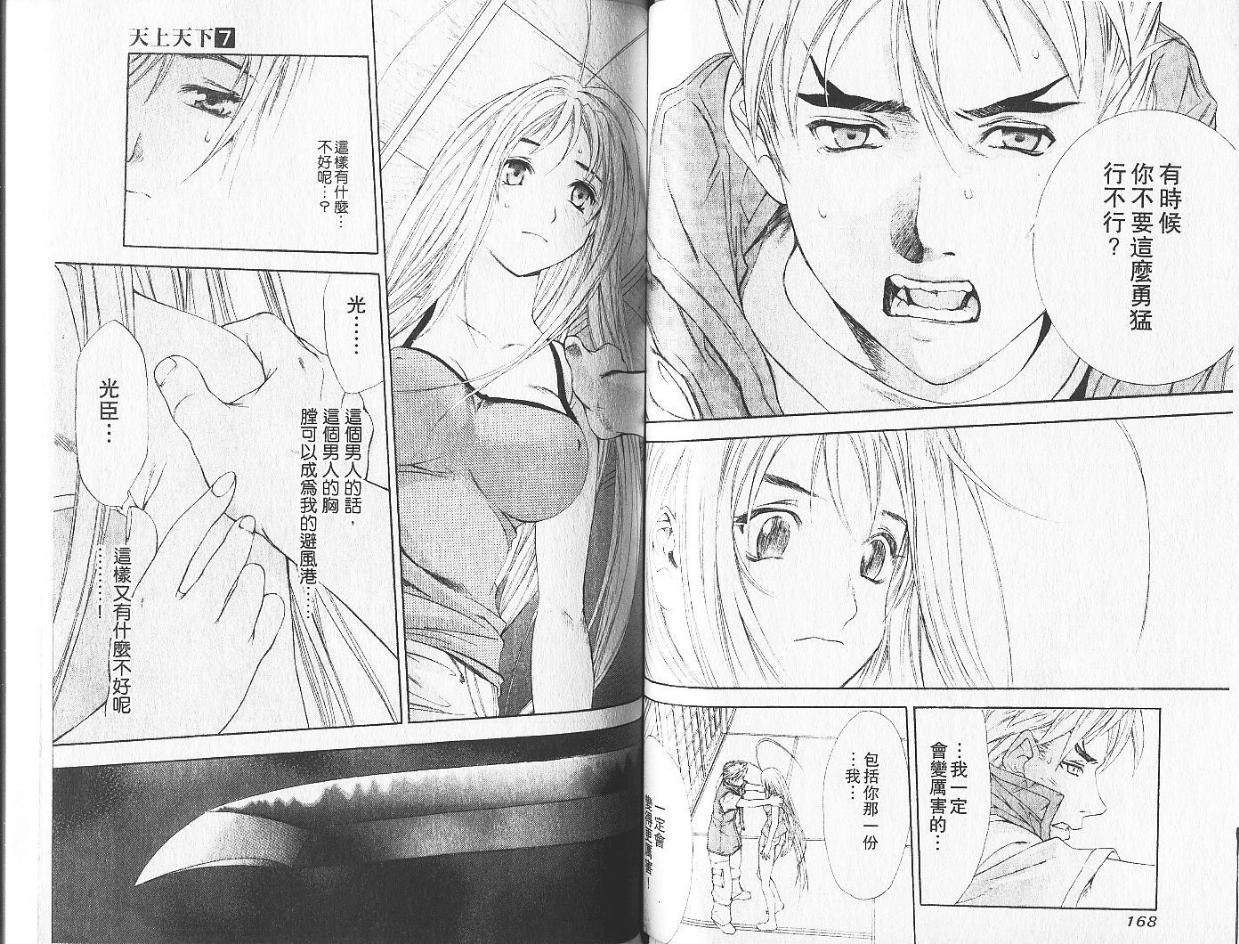 有時候
你不要這麼勇猛
行不行？
…我一定
會變厲害的…
包括你那一份
…我…
一定會
變得更厲害！
168
天上天下7
這樣有什麼…
不好呢…？
光……
這個男人的話，
這個男人的胸
膛可以成為我的避風港……
光臣…
這樣又有什麼不好呢
………！